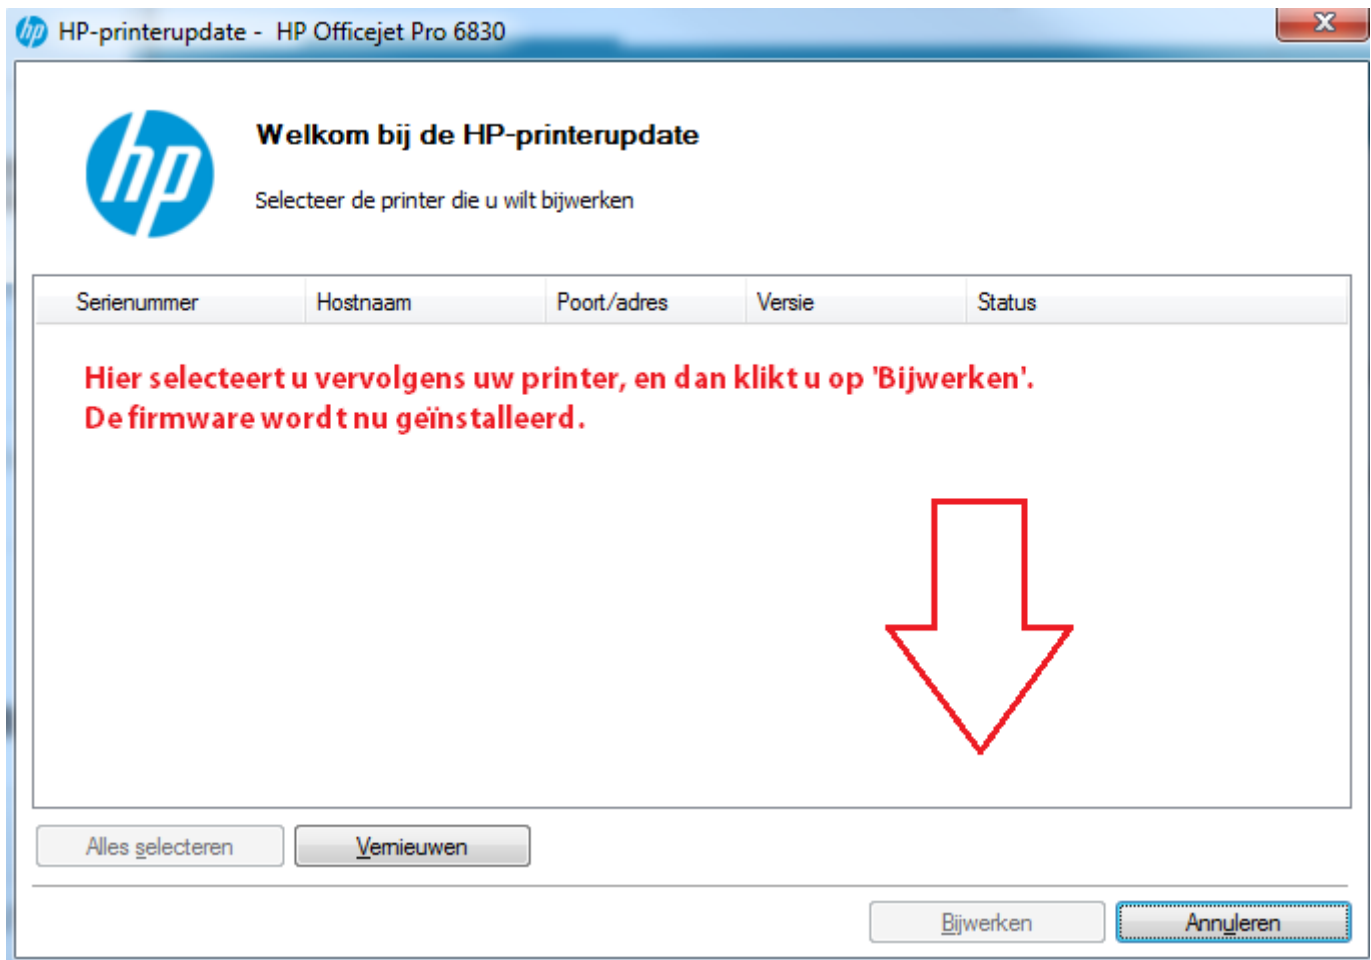 HP-printerupdate - HP Officejet Pro 6830
hp
Welkom bij de HP-printerupdate
Selecteer de printer die u wilt bijwerken
Serienummer Hostnaam Poort/adres Versie Status
Hier selecteert u vervolgens uw printer, en dan klikt u op 'Bijwerken'.
De firmware wordt nu geïnstalleerd.
Alles selecteren Vernieuwen
Bijwerken Annuleren